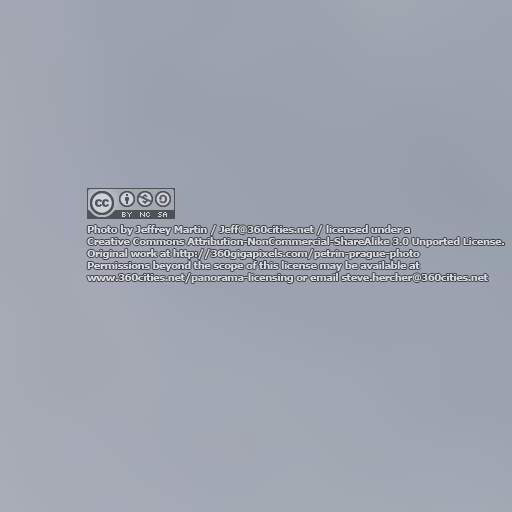 cc
BY NC SA
Photo by Jeffrey Martin / Jeff@360cities.net / licensed under a
Creative Commons Attribution-NonCommercial-ShareAlike 3.0 Unported License.
Original work at http://360gigapixels.com/petrin-prague-photo
Permissions beyond the scope of this license may be available at
www.360cities.net/panorama-licensing or email steve.hercher@360cities.net